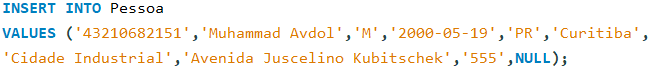 INSERT INTO Pessoa
VALUES ('43210682151','Muhammad Avdol','M','2000-05-19','PR','Curitiba',
'Cidade Industrial','Avenida Juscelino Kubitschek','555',NULL);